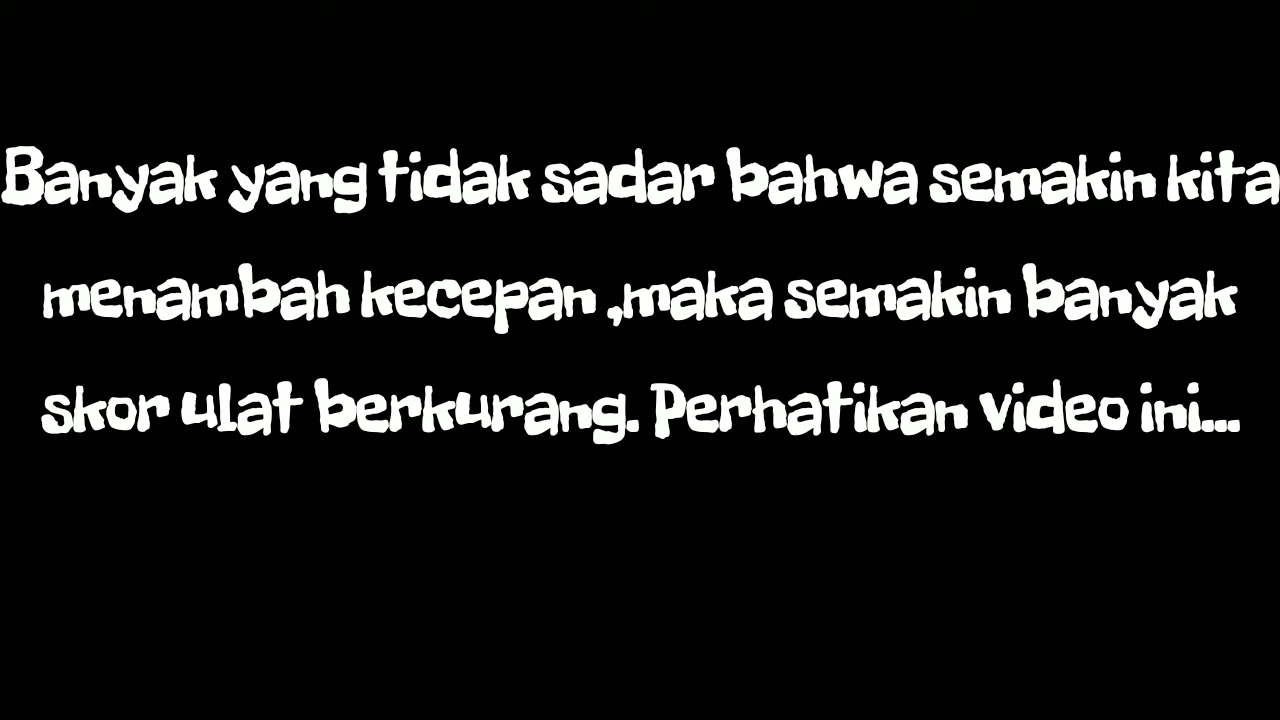 Banyak yang tidak sadar bahwa semakin kita
menambah kecepan ,maka semakin banyak
skor ulat berkurang. Perhatikan video ini...